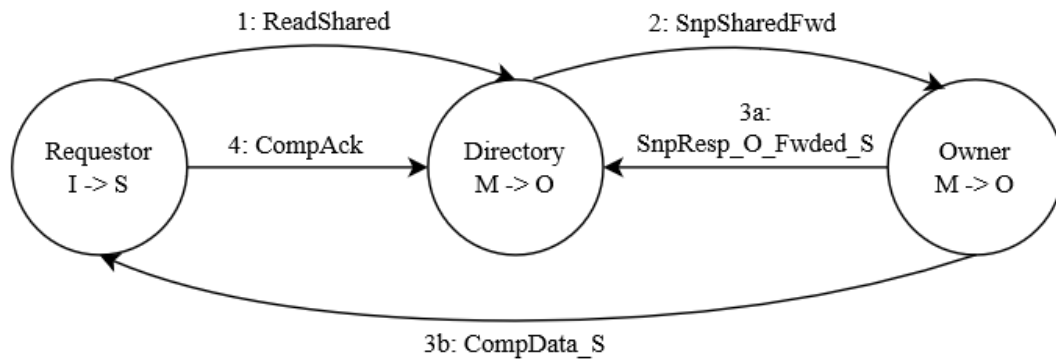 1: ReadShared
2: SnpSharedFwd
Requestor
I -> S
4: CompAck
Directory
M -> O
3a:
SnpResp_O_Fwded_S
Owner
M -> O
3b: CompData_S